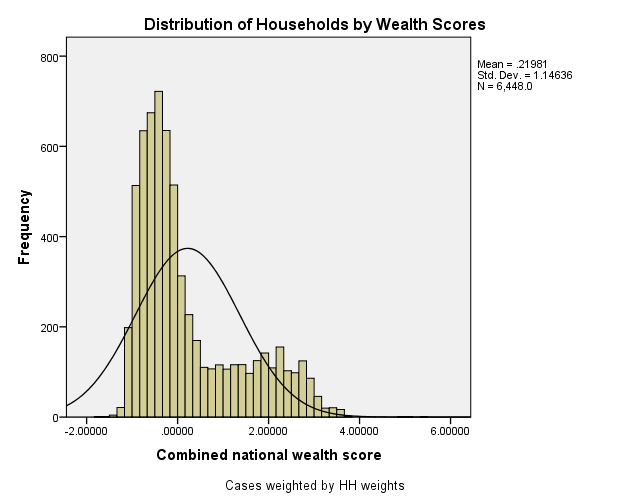 Distribution of Households by Wealth Scores
Mean = .21981
Std. Dev. = 1.14636
N = 6,448.0
800
600
400
200
0
Frequency
-2.00000 .00000 2.00000 4.00000 6.00000
Combined national wealth score
Cases weighted by HH weights